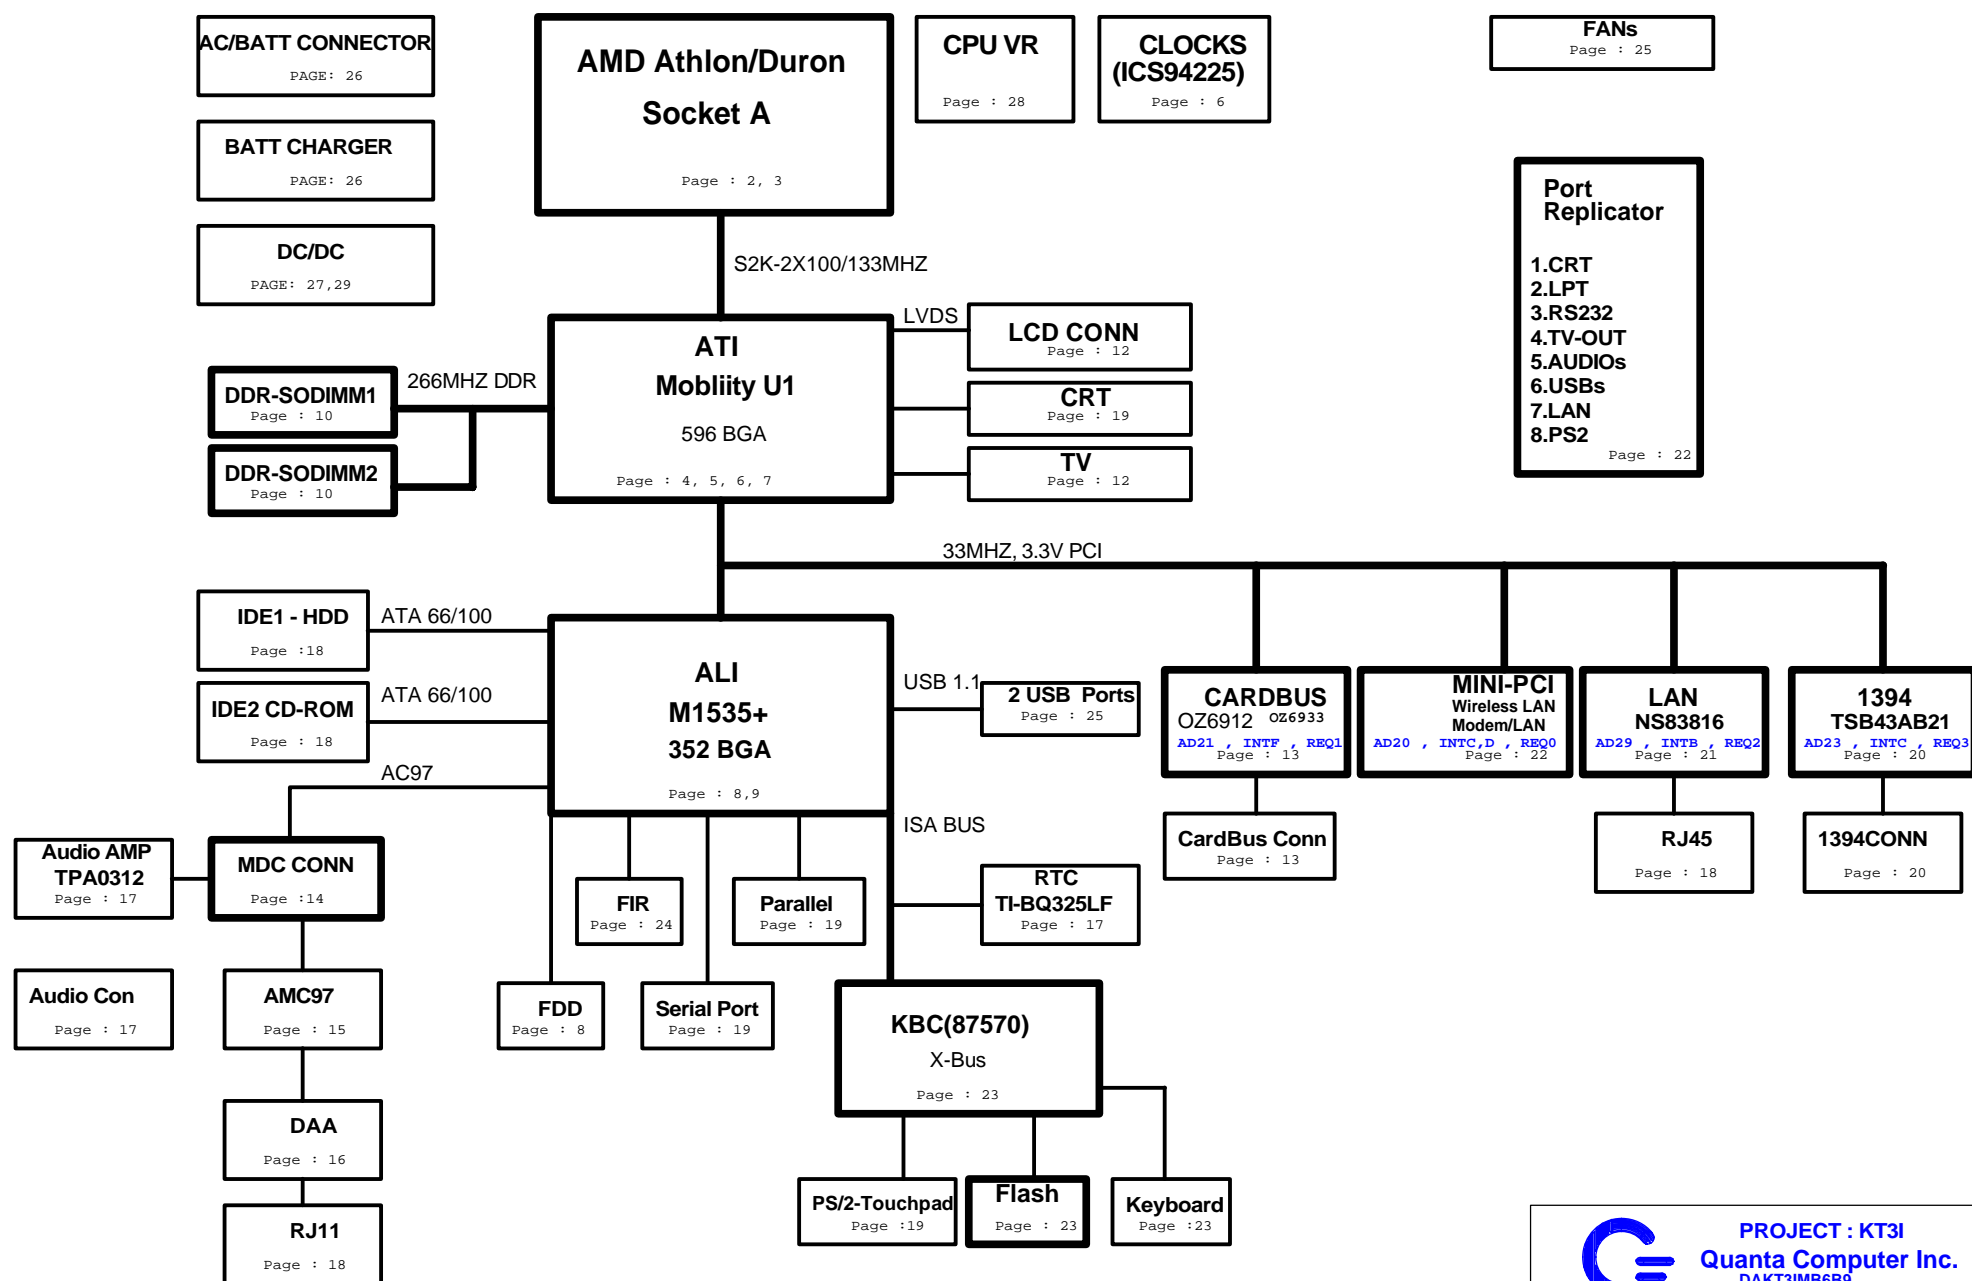 AC/BATT CONNECTOR
PAGE: 26
BATT CHARGER
PAGE: 26
DC/DC
PAGE: 27,29
AMD Athlon/Duron
Socket A
Page : 2, 3
CPU VR
Page : 28
CLOCKS
(ICS94225)
Page : 6
FANs
Page : 25
Port
Replicator
1.CRT
2.LPT
3.RS232
4.TV-OUT
5.AUDIOs
6.USBs
7.LAN
8.PS2
Page : 22
S2K-2X100/133MHZ
ATI
Mobliity U1
596 BGA
Page : 4, 5, 6, 7
LVDS
LCD CONN
Page : 12
CRT
Page : 19
TV
Page : 12
266MHZ DDR
DDR-SODIMM1
Page : 10
DDR-SODIMM2
Page : 10
33MHZ, 3.3V PCI
IDE1 - HDD
Page :18
ATA 66/100
IDE2 CD-ROM
Page : 18
ATA 66/100
AC97
ALI
M1535+
352 BGA
Page : 8,9
USB 1.1
2 USB Ports
Page : 25
CARDBUS
OZ6912 OZ6933
AD21 , INTF , REQ1
Page : 13
MINI-PCI
Wireless LAN
Modem/LAN
AD20 , INTC,D , REQ0
Page : 22
LAN
NS83816
AD29 , INTB , REQ2
Page : 21
1394
TSB43AB21
AD23 , INTC , REQ3
Page : 20
CardBus Conn
Page : 13
RJ45
Page : 18
1394CONN
Page : 20
ISA BUS
Audio AMP
TPA0312
Page : 17
MDC CONN
Page :14
FIR
Page : 24
Parallel
Page : 19
RTC
TI-BQ325LF
Page : 17
Audio Con
Page : 17
AMC97
Page : 15
FDD
Page : 8
Serial Port
Page : 19
KBC(87570)
X-Bus
Page : 23
DAA
Page : 16
PS/2-Touchpad
Page :19
Flash
Page : 23
Keyboard
Page :23
RJ11
Page : 18
PROJECT : KT3I
Quanta Computer Inc.
DAKT3IMB6B9